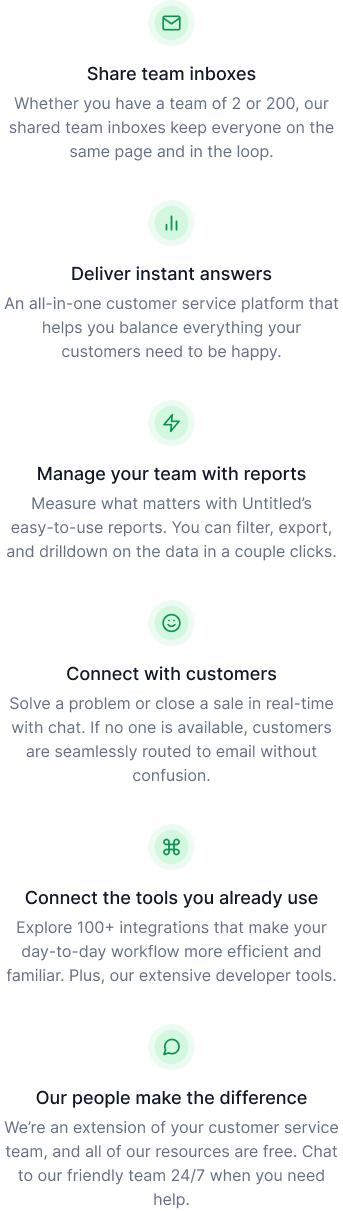 Share team inboxes
Whether you have a team of 2 or 200, our
shared team inboxes keep everyone on the
same page and in the loop.
Deliver instant answers
An all-in-one customer service platform that
helps you balance everything your
customers need to be happy.
Manage your team with reports
Measure what matters with Untitled’s
easy-to-use reports. You can filter, export,
and drilldown on the data in a couple clicks.
Connect with customers
Solve a problem or close a sale in real-time
with chat. If no one is available, customers
are seamlessly routed to email without
confusion.
Connect the tools you already use
Explore 100+ integrations that make your
day-to-day workflow more efficient and
familiar. Plus, our extensive developer tools.
Our people make the difference
We’re an extension of your customer service
team, and all of our resources are free. Chat
to our friendly team 24/7 when you need
help.